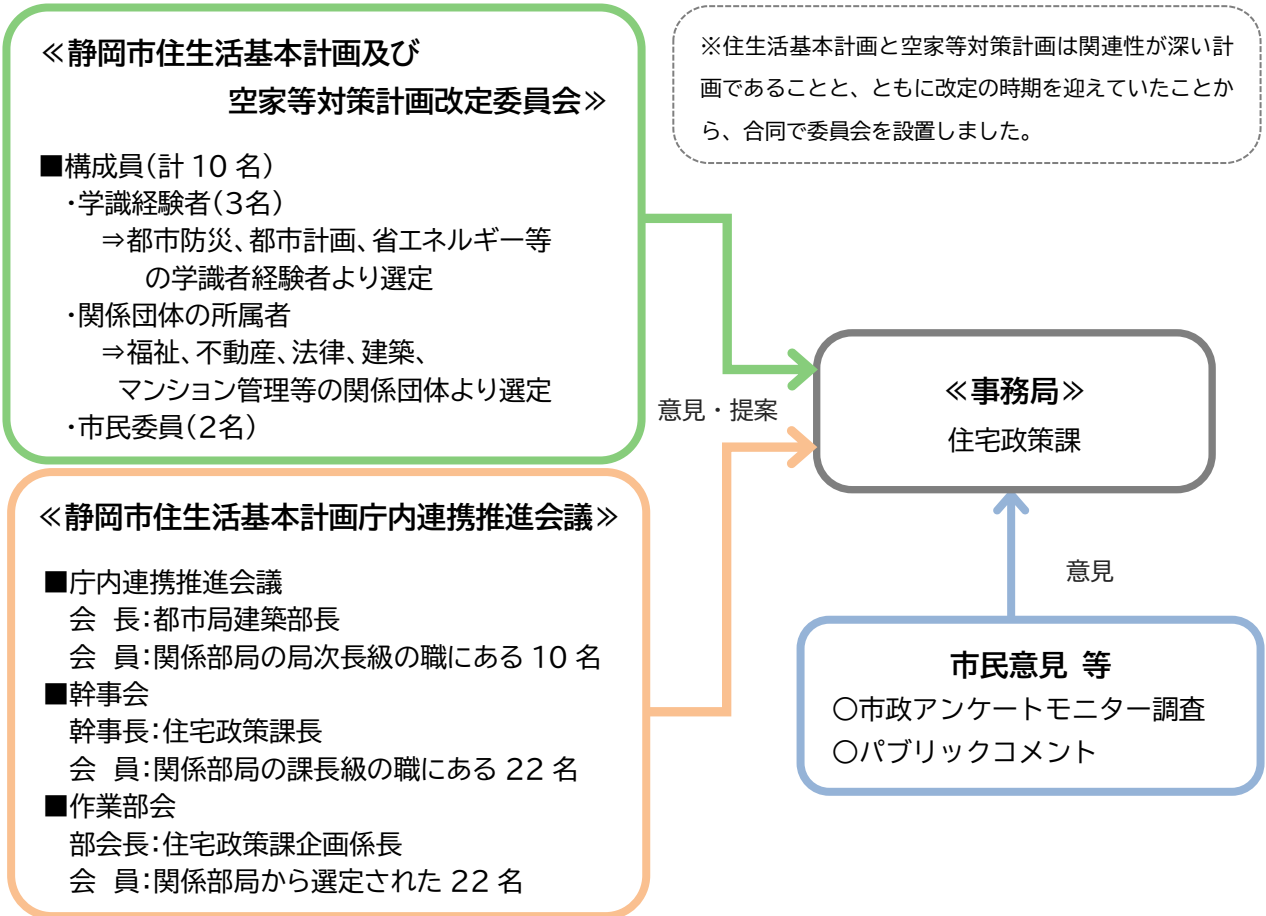 ≪静岡市住生活基本計画及び
空家等対策計画改定委員会≫
■構成員(計 10 名)
・学識経験者(3名)
⇒都市防災、都市計画、省エネルギー等
の学識者経験者より選定
・関係団体の所属者
⇒福祉、不動産、法律、建築、
マンション管理等の関係団体より選定
・市民委員(2名)
※住生活基本計画と空家等対策計画は関連性が深い計
画であることと、ともに改定の時期を迎えていたことか
ら、合同で委員会を設置しました。
≪静岡市住生活基本計画庁内連携推進会議≫
■庁内連携推進会議
会 長:都市局建築部長
会 員:関係部局の局次長級の職にある 10 名
■幹事会
幹事長:住宅政策課長
会 員:関係部局の課長級の職にある 22 名
■作業部会
部会長:住宅政策課企画係長
会 員:関係部局から選定された 22 名
意見・提案
≪事務局≫
住宅政策課
意見
市民意見 等
○市政アンケートモニター調査
○パブリックコメント